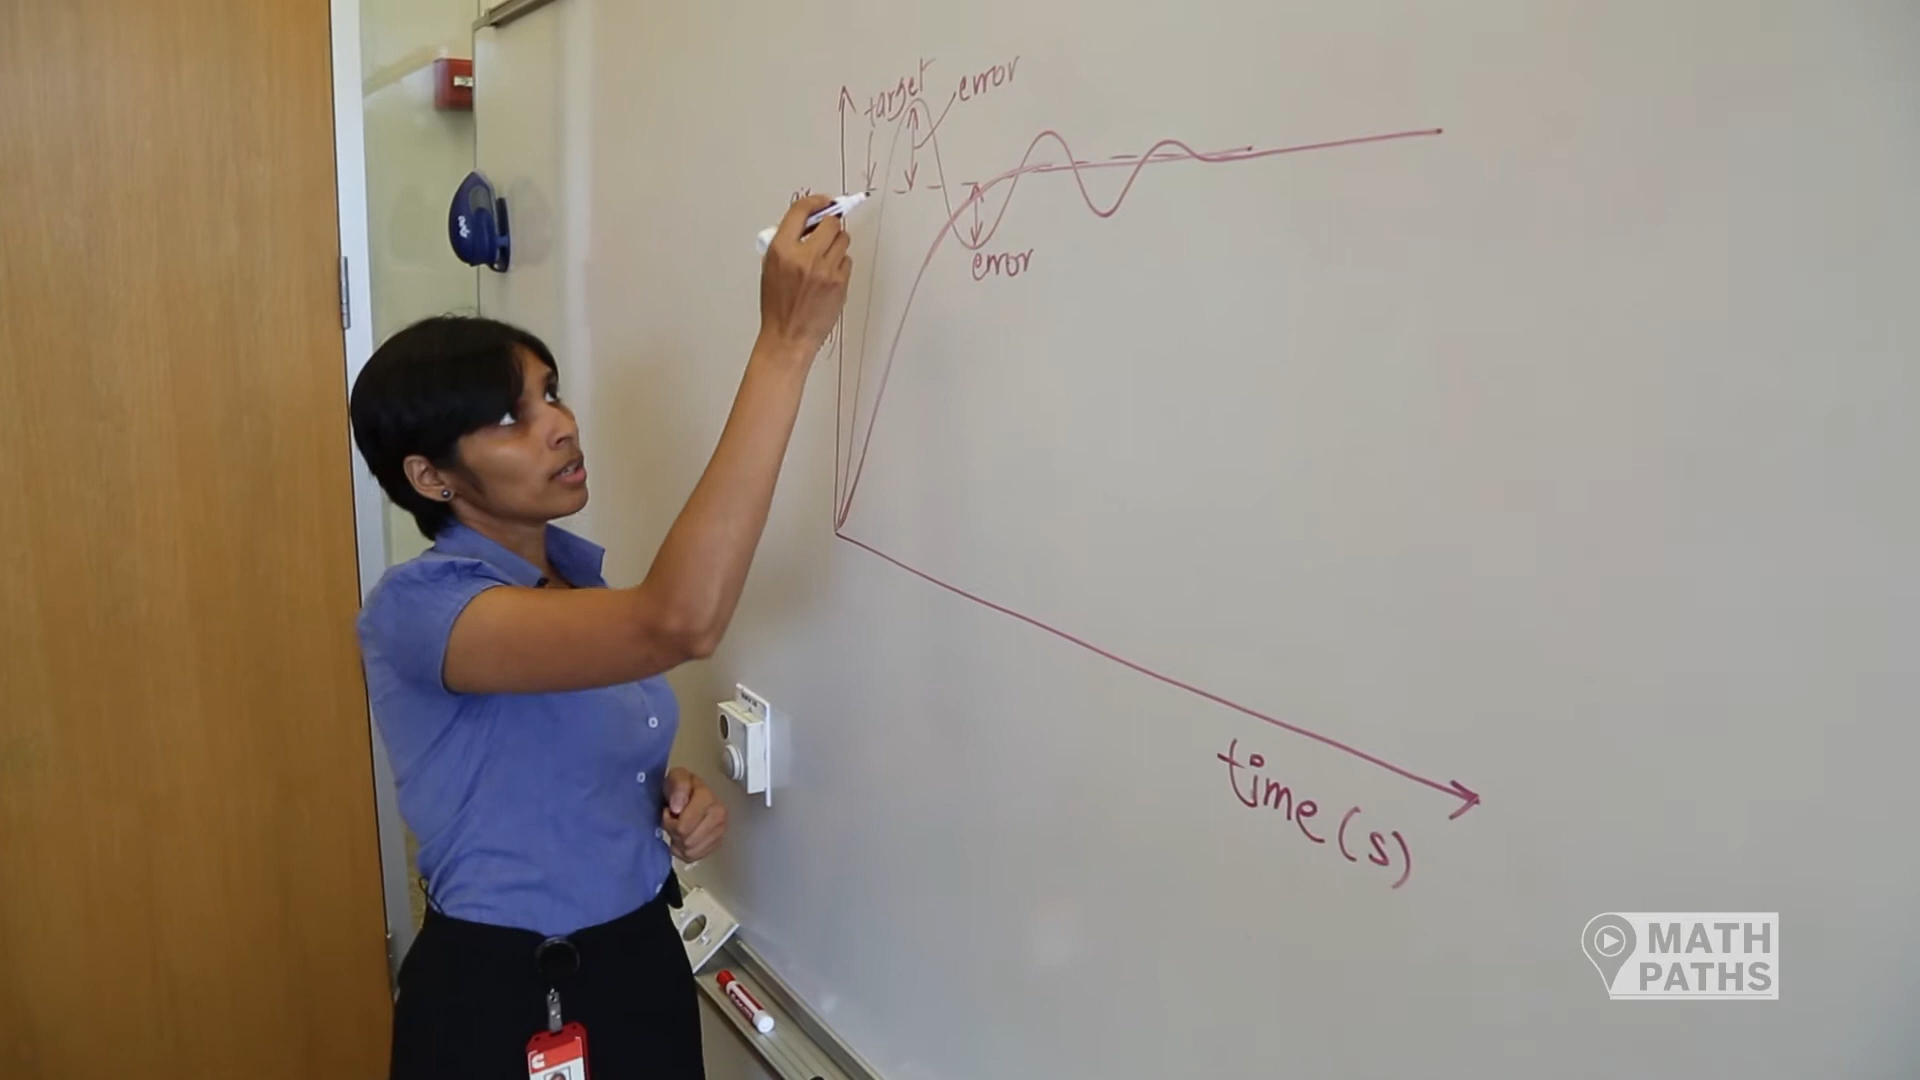 target
error
error
time (s)
MATH
PATHS